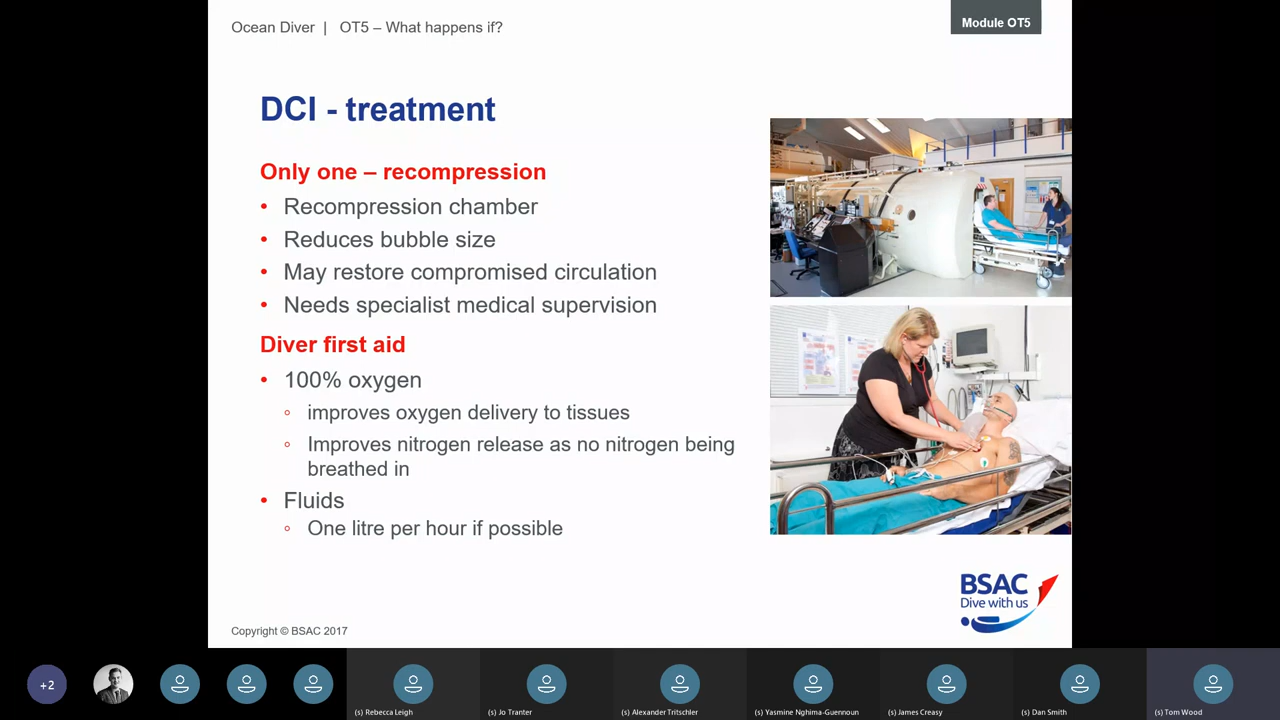 Ocean Diver | OT5 – What happens if?
Module OT5
DCI - treatment
Only one – recompression
• Recompression chamber
• Reduces bubble size
• May restore compromised circulation
• Needs specialist medical supervision
Diver first aid
• 100% oxygen
◦ improves oxygen delivery to tissues
◦ Improves nitrogen release as no nitrogen being
breathed in
• Fluids
◦ One litre per hour if possible
BSAC
Dive with us
Copyright © BSAC 2017
+2
(s) Rebecca Leigh
(s) Jo Tranter
(s) Alexander Tritschler
(s) Yasmine Nghima-Guennoun
(s) James Creasy
(s) Dan Smith
(s) Tom Wood